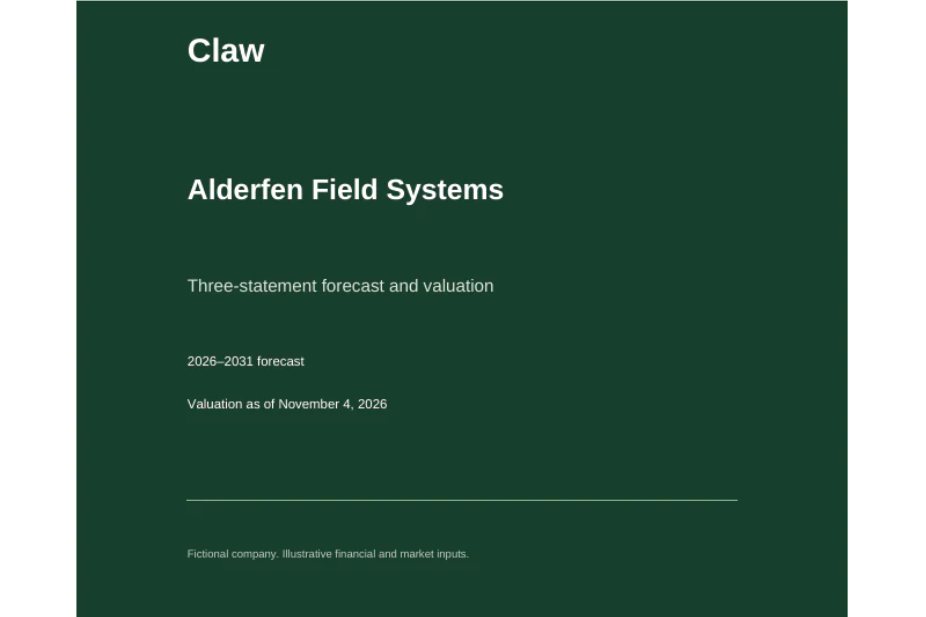 Claw
Alderfen Field Systems
Three-statement forecast and valuation
2026–2031 forecast
Valuation as of November 4, 2026
Fictional company. Illustrative financial and market inputs.